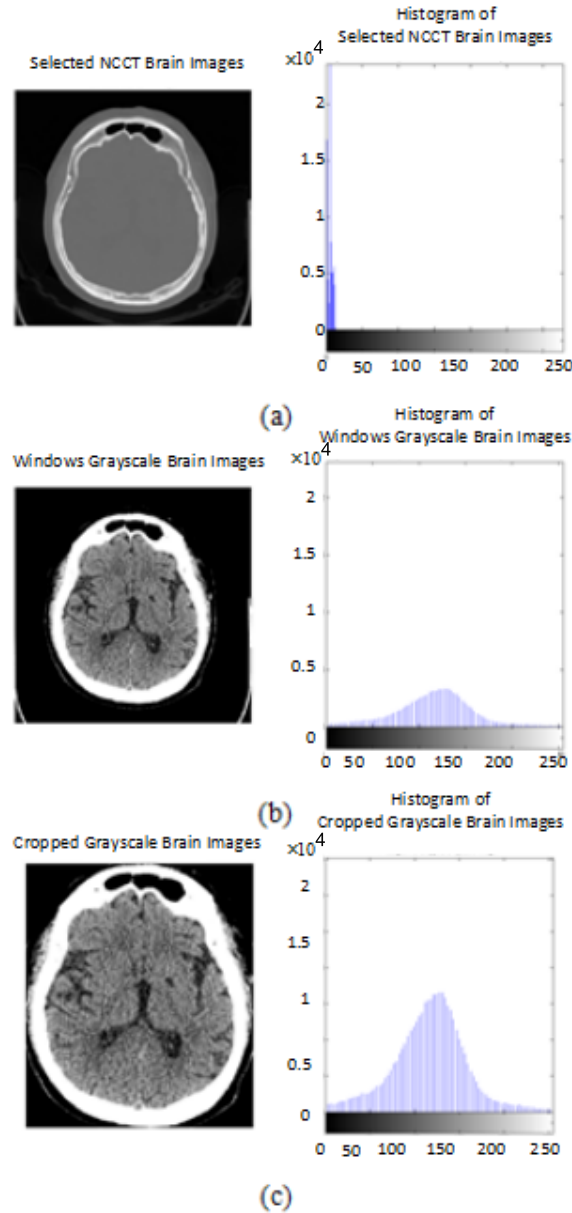 Selected NCCT Brain Images
Histogram of
Selected NCCT Brain Images
×10⁴
2
1.5
1
0.5
0
0 50 100 150 200 250
(a)
Windows Grayscale Brain Images
Histogram of
Windows Grayscale Brain Images
×10⁴
2
1.5
1
0.5
0
0 50 100 150 200 250
(b)
Cropped Grayscale Brain Images
Histogram of
Cropped Grayscale Brain Images
×10⁴
2
1.5
1
0.5
0
0 50 100 150 200 250
(c)